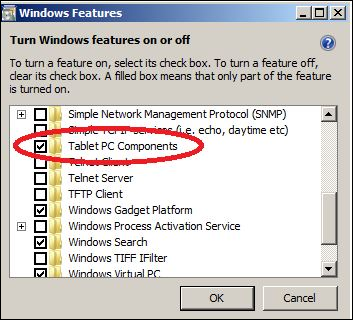 Windows Features
Turn Windows features on or off
To turn a feature on, select its check box. To turn a feature off,
clear its check box. A filled box means that only part of the feature
is turned on.
Simple Network Management Protocol (SNMP)
Simple TCPIP services (i.e. echo, daytime etc)
Tablet PC Components
Telnet Client
Telnet Server
TFTP Client
Windows Gadget Platform
Windows Process Activation Service
Windows Search
Windows TIFF IFilter
Windows Virtual PC
OK
Cancel